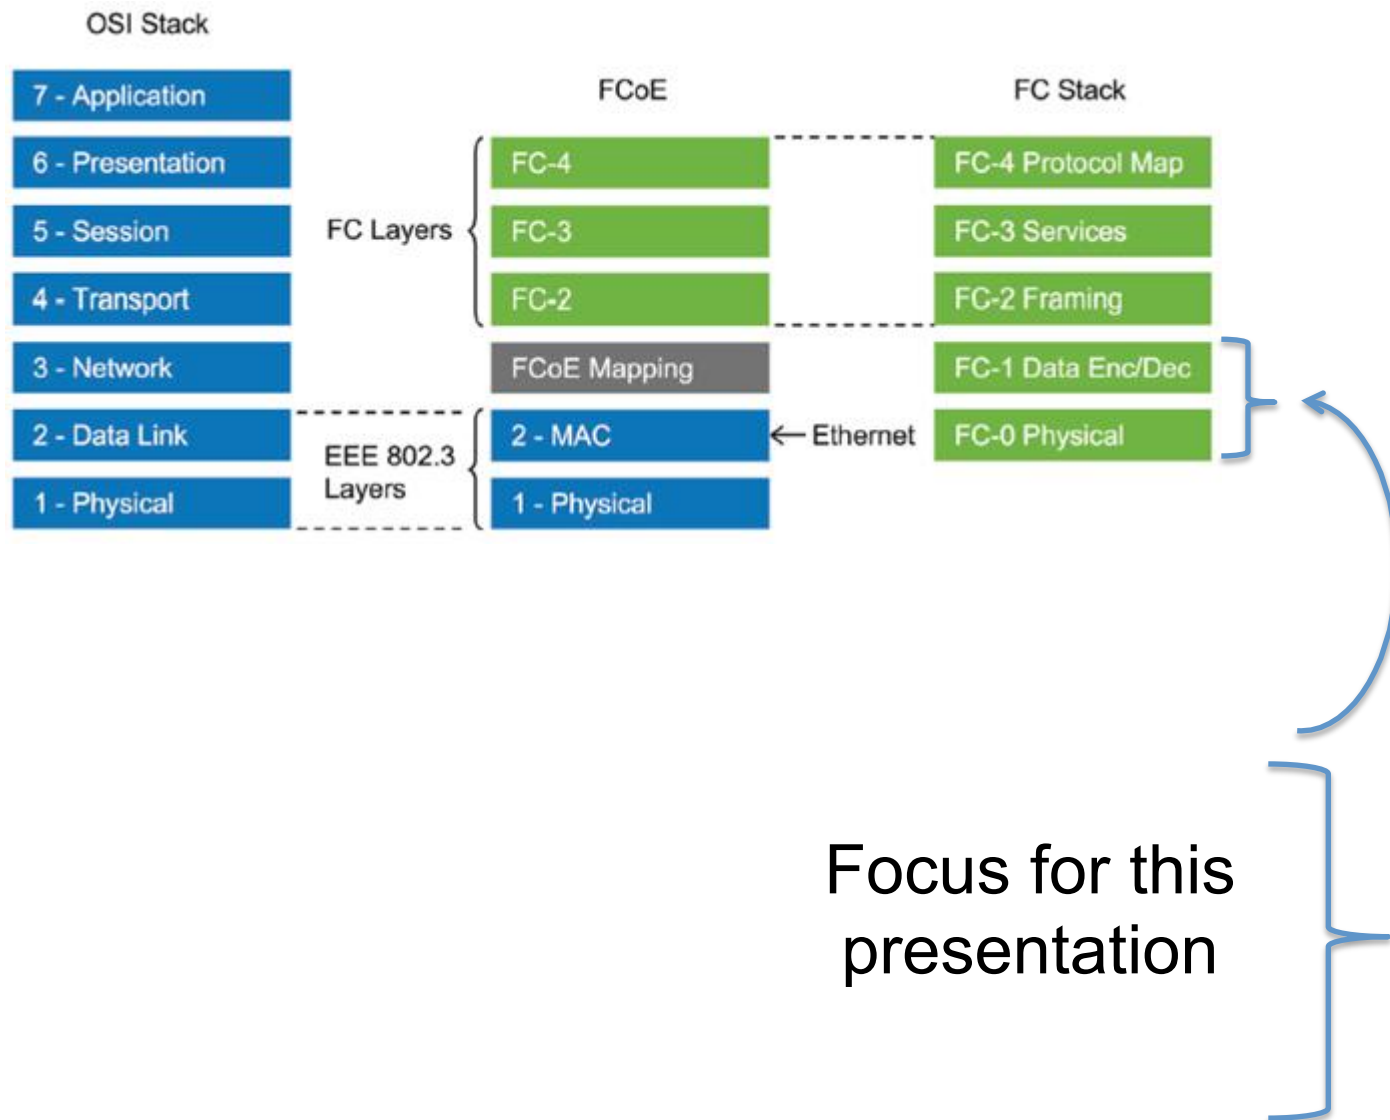 OSI Stack
7 - Application
6 - Presentation
5 - Session
4 - Transport
3 - Network
2 - Data Link
1 - Physical
FC Layers
EEE 802.3
Layers
FCoE
FC-4
FC-3
FC-2
FCoE Mapping
2 - MAC
1 - Physical
Ethernet
FC Stack
FC-4 Protocol Map
FC-3 Services
FC-2 Framing
FC-1 Data Enc/Dec
FC-0 Physical
Focus for this
presentation